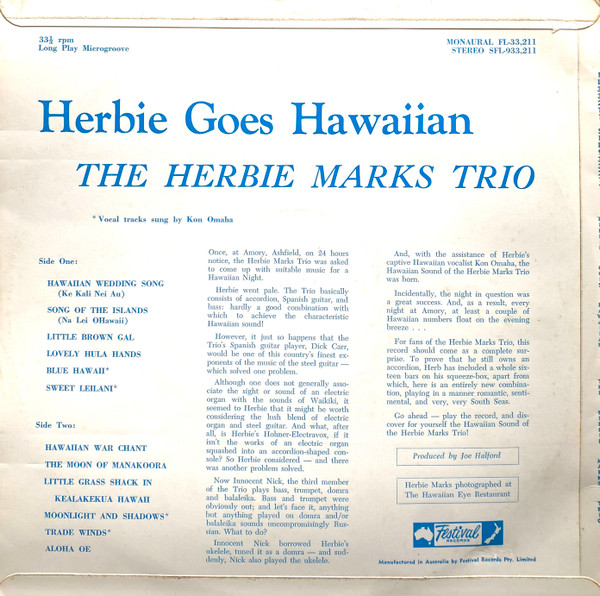 33⅓ rpm
Long Play Microgroove
MONAURAL FL-33,211
STEREO SFL-933,211
Herbie Goes Hawaiian
THE HERBIE MARKS TRIO
* Vocal tracks sung by Kon Omaha
Side One:
HAWAIIAN WEDDING SONG
(Ke Kali Nei Au)
SONG OF THE ISLANDS
(Na Lei OHawaii)
LITTLE BROWN GAL
LOVELY HULA HANDS
BLUE HAWAII*
SWEET LEILANI*
Side Two:
HAWAIIAN WAR CHANT
THE MOON OF MANAKOORA
LITTLE GRASS SHACK IN
KEALAKEKUA HAWAII
MOONLIGHT AND SHADOWS*
TRADE WINDS*
ALOHA OE
Once, at Amory, Ashfield, on 24 hours
notice, the Herbie Marks Trio was asked
to come up with suitable music for a
Hawaiian Night.
Herbie went pale. The Trio basically
consists of accordion, Spanish guitar, and
bass: hardly a good combination with
which to achieve the characteristic
Hawaiian sound!
However, it just so happens that the
Trio's Spanish guitar player, Dick Carr,
would be one of this country's finest ex-
ponents of the music of the steel guitar —
which solved one problem.
Although one does not generally asso-
ciate the sight or sound of an electric
organ with the sounds of Waikiki, it
seemed to Herbie that it might be worth
considering the lush blend of electric
organ and steel guitar. And what, after
all, is Herbie's Hohner-Electravox, if it
isn't the works of an electric organ
squashed into an accordion-shaped con-
sole? So Herbie considered — and there
was another problem solved.
Now Innocent Nick, the third member
of the Trio plays bass, trumpet, domra
and balaleika. Bass and trumpet were
obviously out; and let's face it, anything
but anything played on domra and/or
balaleika sounds uncompromisingly Rus-
sian. What to do?
Innocent Nick borrowed Herbie's
ukelele, tuned it as a domra — and sud-
denly, Nick also played the ukulele.
And, with the assistance of Herbie's
captive Hawaiian vocalist Kon Omaha, the
Hawaiian Sound of the Herbie Marks Trio
was born.
Incidentally, the night in question was
a great success. And, as a result, every
night at Amory, at least a couple of
Hawaiian numbers float on the evening
breeze . . .
For fans of the Herbie Marks Trio, this
record should come as a complete sur-
prise. To prove that he still owns an
accordion, Herb has included a whole six-
teen bars on his squeeze-box, apart from
which, here is an entirely new combina-
tion, playing in a manner romantic, senti-
mental, and very, very South Seas.
Go ahead — play the record, and dis-
cover for yourself the Hawaiian Sound of
the Herbie Marks Trio!
Produced by Joe Halford
Herbie Marks photographed at
The Hawaiian Eye Restaurant
Festival
RECORDS
Manufactured in Australia by Festival Records Pty. Limited